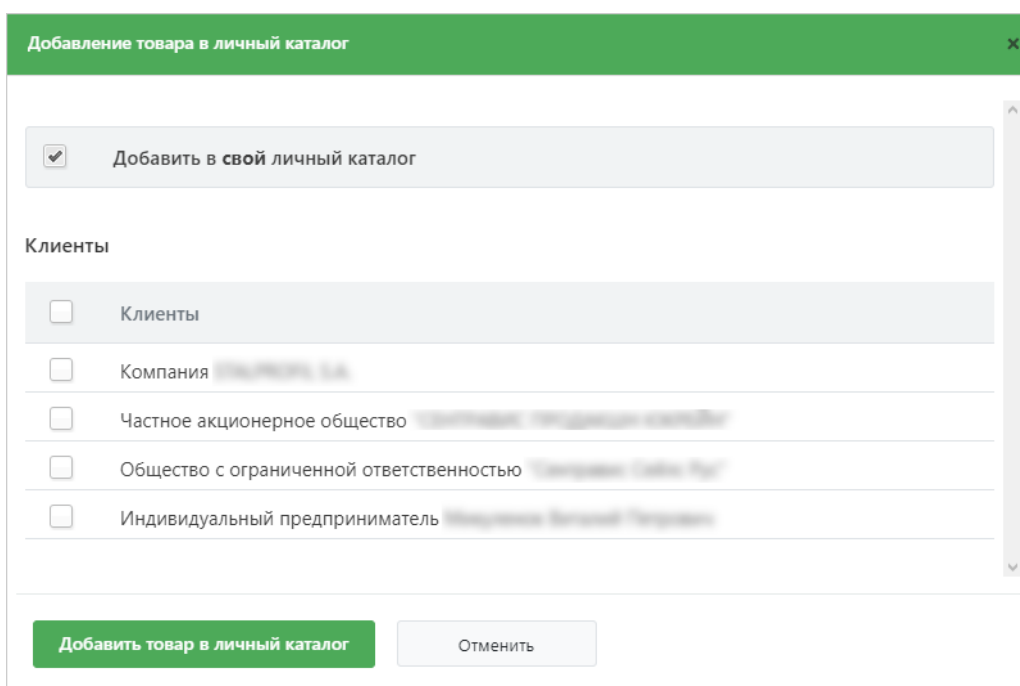 Добавление товара в личный каталог
Добавить в свой личный каталог
Клиенты
Клиенты
Компания
Частное акционерное общество
Общество с ограниченной ответственностью
Индивидуальный предприниматель
Добавить товар в личный каталог
Отменить